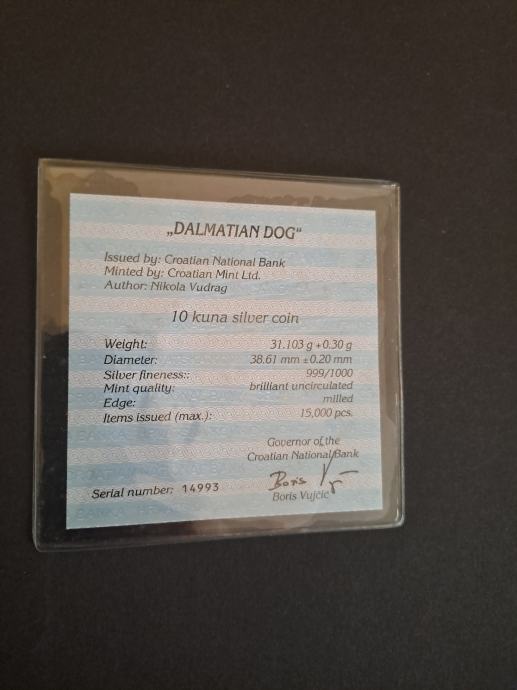 „DALMATIAN DOG“
Issued by: Croatian National Bank
Minted by: Croatian Mint Ltd.
Author: Nikola Vudrag
10 kuna silver coin
Weight: 31.103 g +0.30 g
Diameter: 38.61 mm ±0.20 mm
Silver fineness:: 999/1000
Mint quality: brilliant uncirculated
Edge: milled
Items issued (max.): 15,000 pcs.
Governor of the
Croatian National Bank
Boris
Serial number: 14993
Boris Vujčić